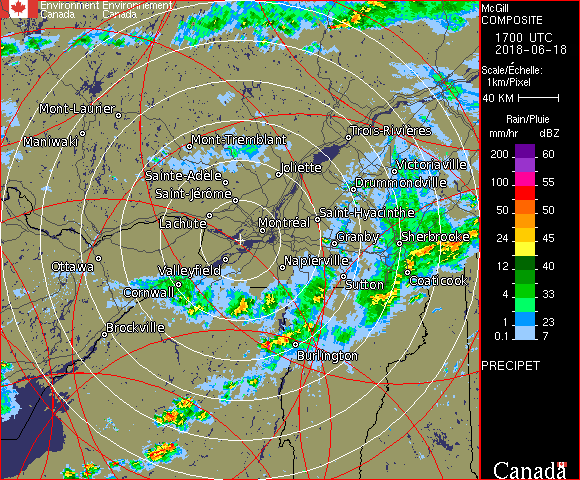 Environment Environnement
Canada Canada
McGill
COMPOSITE
1700 UTC
2018-06-18
Scale/Échelle:
1km/Pixel
40 KM
Rain/Pluie
mm/hr dBZ
200 60
100 55
50 50
24 45
12 40
4 33
2 30
1 23
0.1 7
PRECIPET
Canada
Mont-Laurier
Trois-Rivières
Maniwaki
Mont-Tremblant
Joliette
Victoriaville
Sainte-Adèle
Drummondville
Saint-Jérôme
Saint-Hyacinthe
Lachute
Montréal
Granby
Sherbrooke
Ottawa
Valleyfield
Napierville
Coaticook
Sutton
Cornwall
Brockville
Burlington